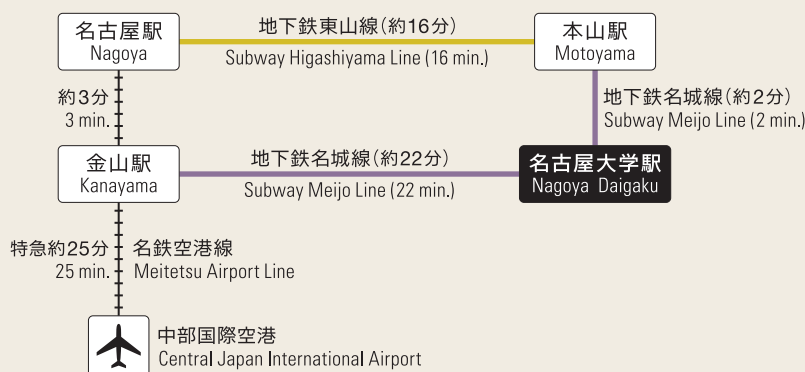 名古屋駅
Nagoya
地下鉄東山線(約16分)
Subway Higashiyama Line (16 min.)
本山駅
Motoyama
約3分
3 min.
地下鉄名城線(約2分)
Subway Meijo Line (2 min.)
金山駅
Kanayama
地下鉄名城線(約22分)
Subway Meijo Line (22 min.)
名古屋大学駅
Nagoya Daigaku
特急約25分
25 min.
名鉄空港線
Meitetsu Airport Line
中部国際空港
Central Japan International Airport